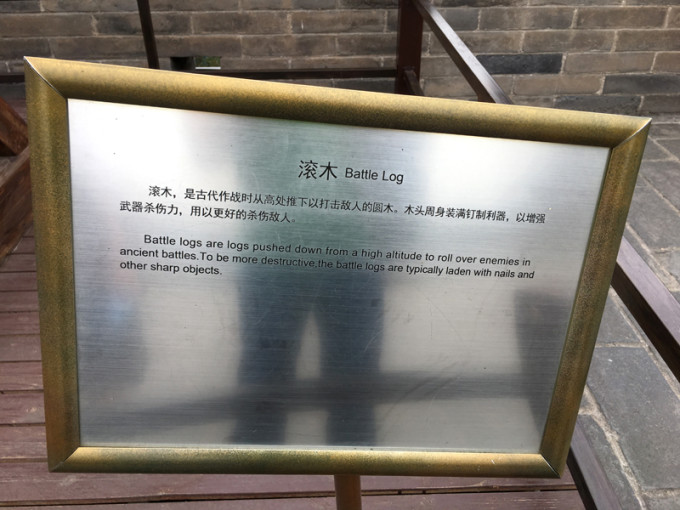 滚木 Battle Log
滚木，是古代作战时从高处推下以打击敌人的圆木。木头周身装满钉制利器，以增强
武器杀伤力，用以更好的杀伤敌人。
Battle logs are logs pushed down from a high altitude to roll over enemies in
ancient battles.To be more destructive,the battle logs are typically laden with nails and
other sharp objects.